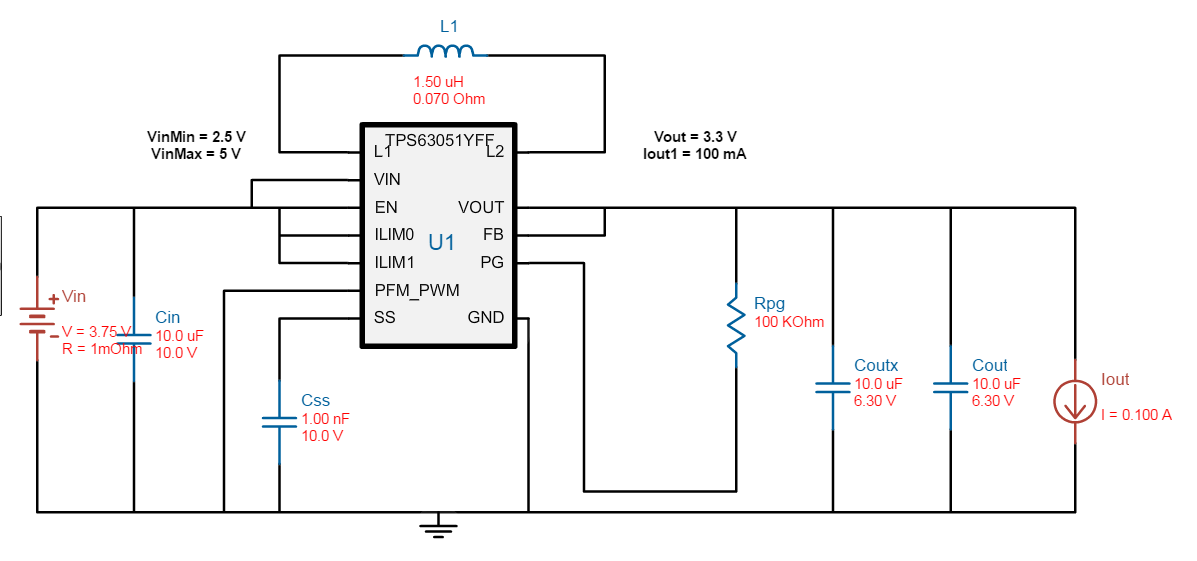 L1
1.50 uH
0.070 Ohm
VinMin = 2.5 V
VinMax = 5 V
TPS63051YFF
Vout = 3.3 V
Iout1 = 100 mA
L1
L2
VIN
EN
VOUT
ILIM0
U1
FB
ILIM1
PG
PFM_PWM
SS
GND
+ Vin
- V = 3.75 V
R = 1mOhm
Cin
10.0 uF
10.0 V
Css
1.00 nF
10.0 V
Rpg
100 KOhm
Coutx
10.0 uF
6.30 V
Cout
10.0 uF
6.30 V
Iout
I = 0.100 A